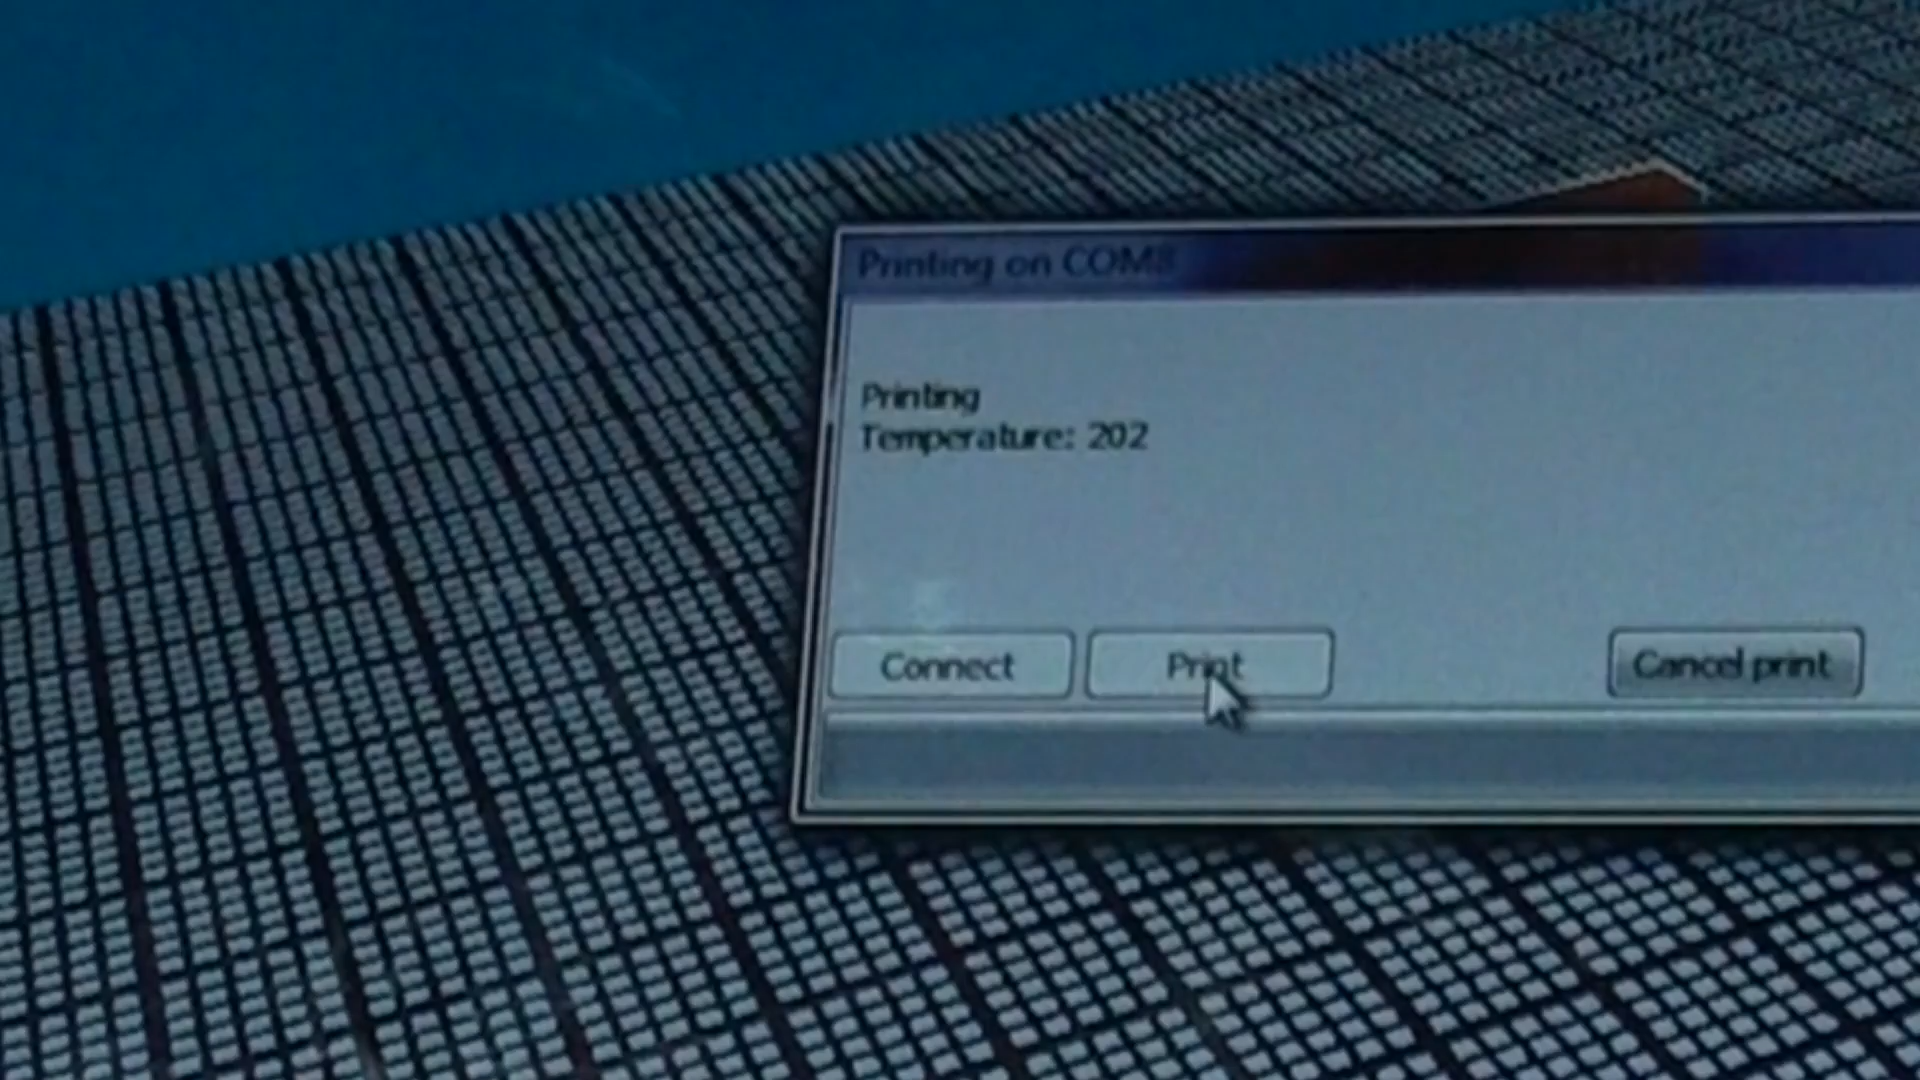 Printing on COM8
Printing
Temperature: 202
Connect
Print
Cancel print